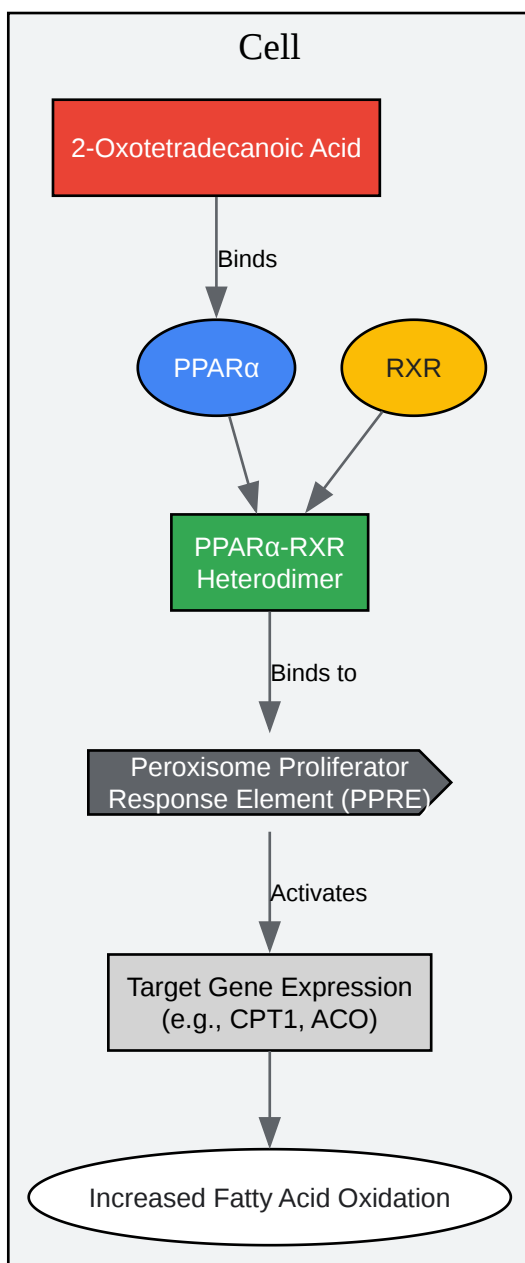 Cell
2-Oxotetradecanoic Acid
Binds
PPARα
RXR
PPARα-RXR
Heterodimer
Binds to
Peroxisome Proliferator
Response Element (PPRE)
Activates
Target Gene Expression
(e.g., CPT1, ACO)
Increased Fatty Acid Oxidation